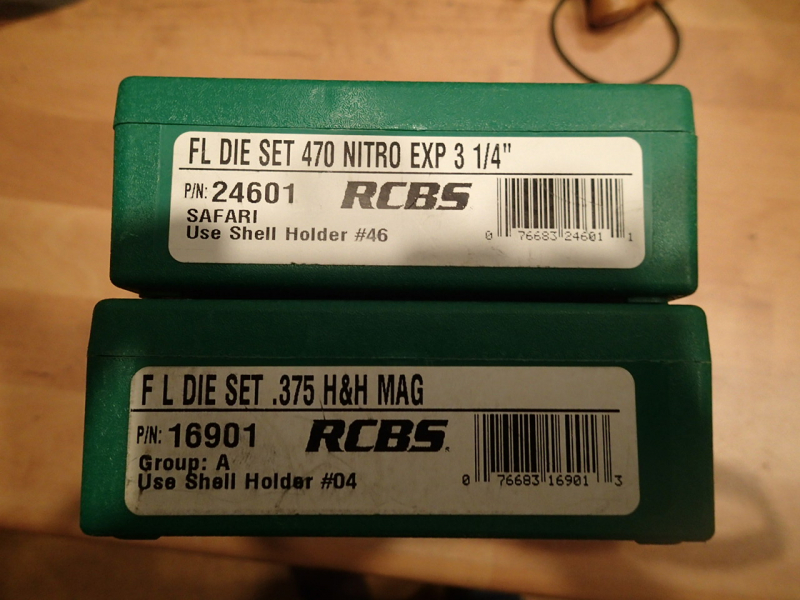 FL DIE SET 470 NITRO EXP 3 1/4"
P/N: 24601 RCBS
SAFARI
Use Shell Holder #46
0 76683 24601 1
F L DIE SET .375 H&H MAG
P/N: 16901 RCBS.
Group: A
Use Shell Holder #04
0 76683 16901 3